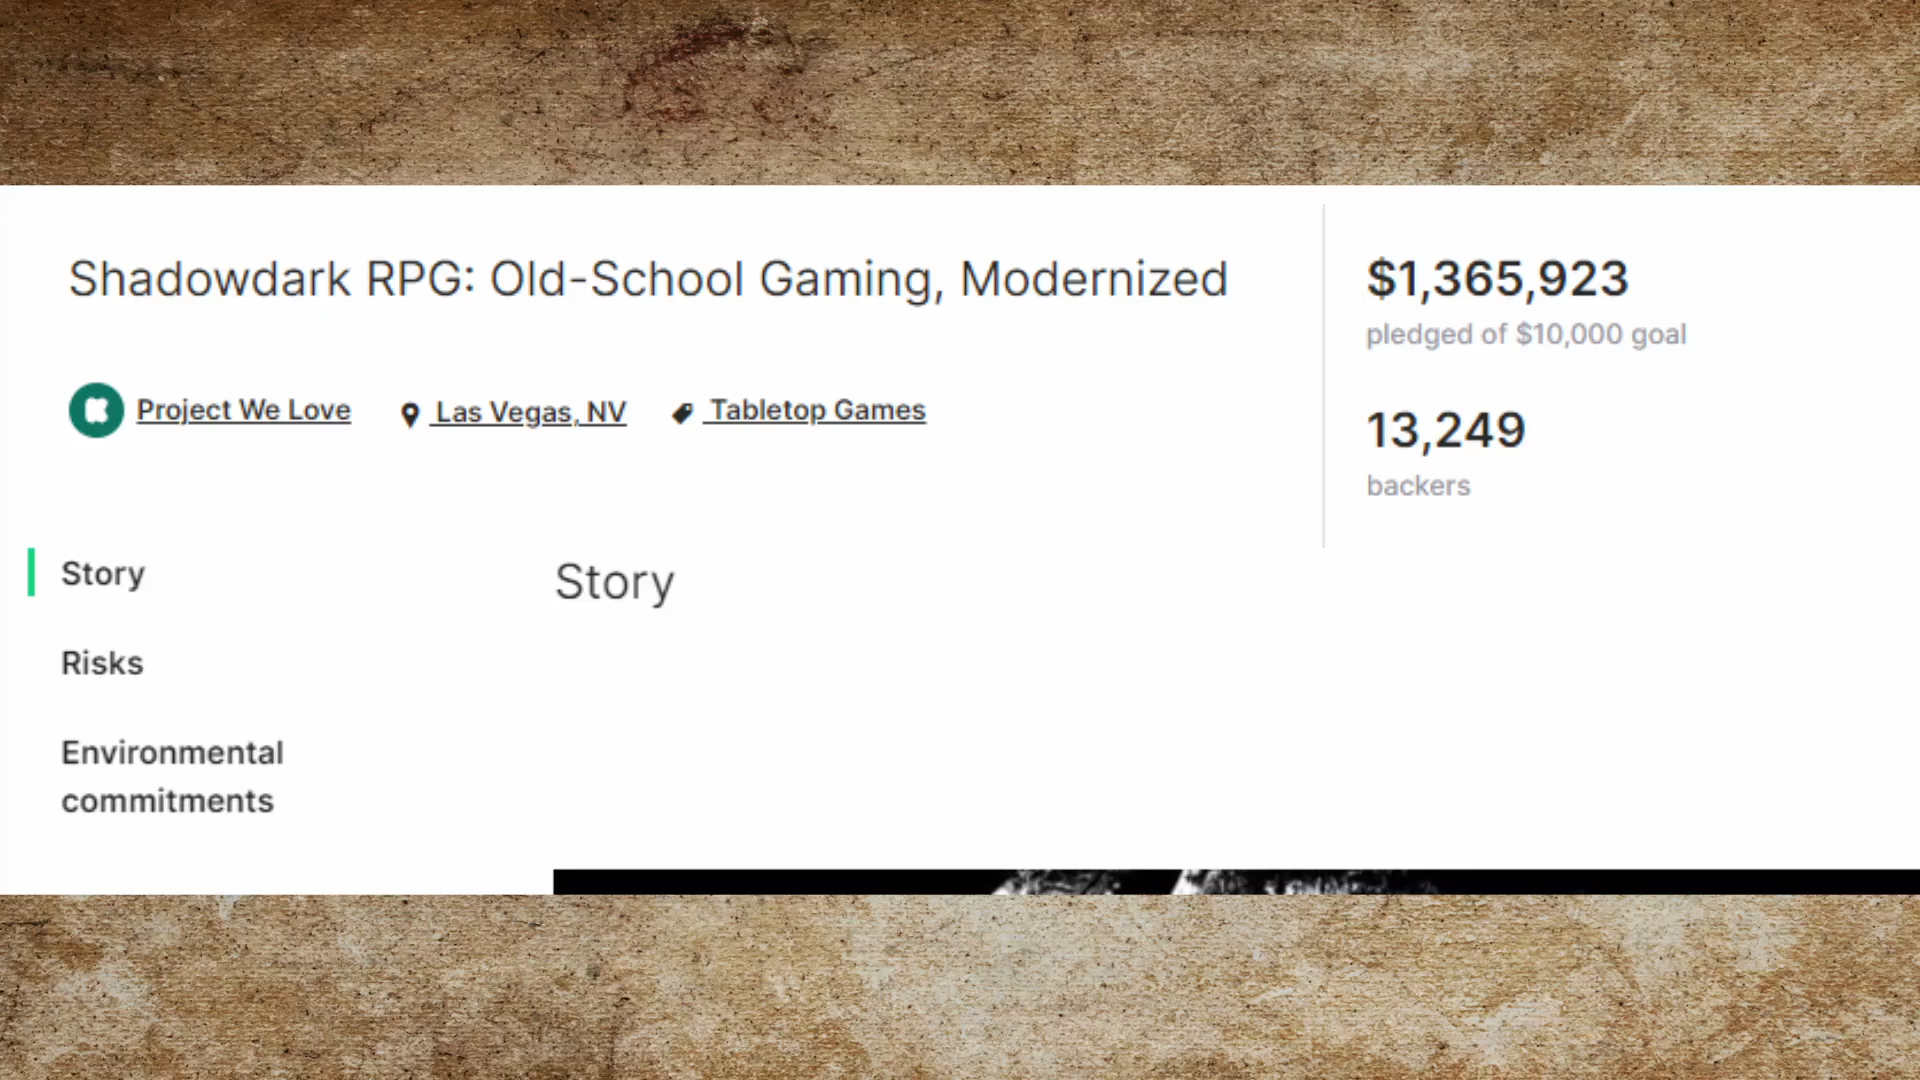 Shadowdark RPG: Old-School Gaming, Modernized
$1,365,923
pledged of $10,000 goal
Project We Love
Las Vegas, NV
Tabletop Games
13,249
backers
Story
Story
Risks
Environmental
commitments